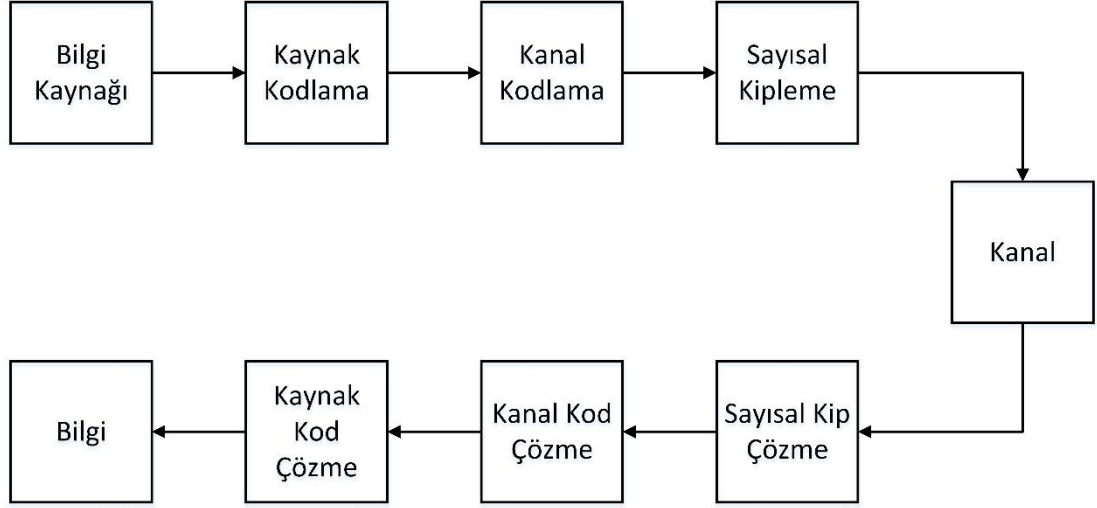 Bilgi
Kaynağı
Kaynak
Kodlama
Kanal
Kodlama
Sayısal
Kipleme
Kanal
Bilgi
Kaynak
Kod
Çözme
Kanal Kod
Çözme
Sayısal Kip
Çözme